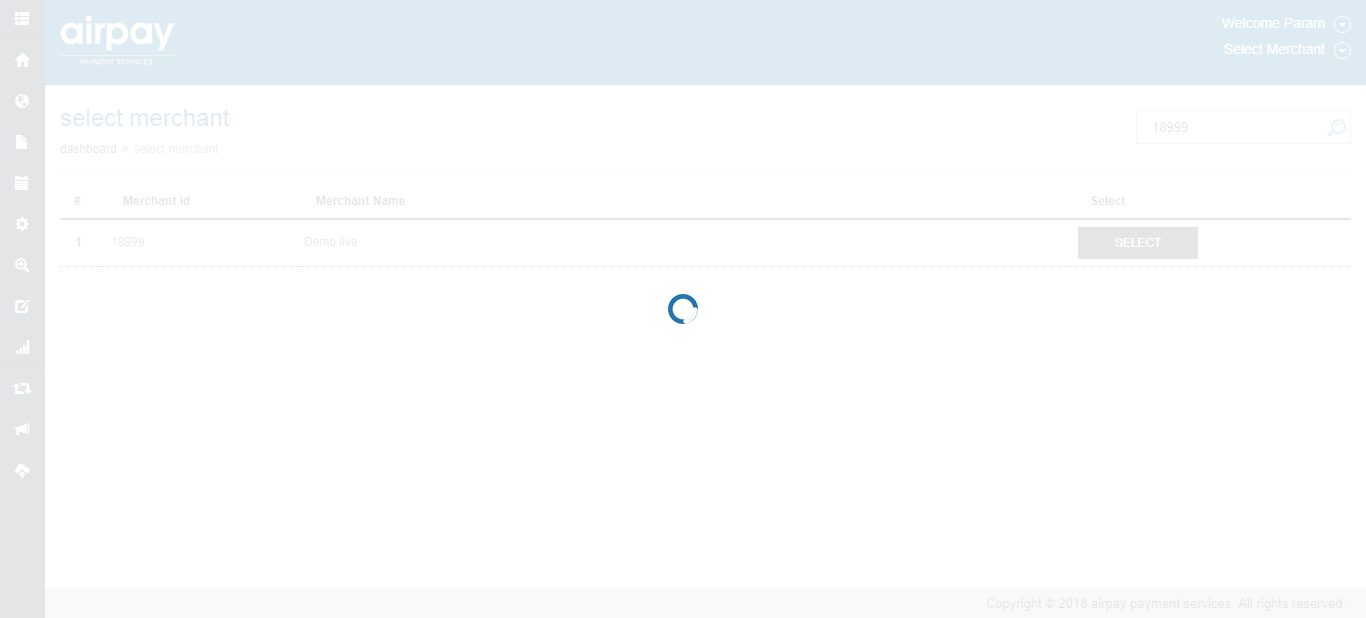 airpay
PAYMENT SERVICES
Welcome Param
Select Merchant
select merchant
dashboard > select merchant
18999
# Merchant id Merchant Name Select
1 18999 Demo live SELECT
Copyright © 2018 airpay payment services. All rights reserved.